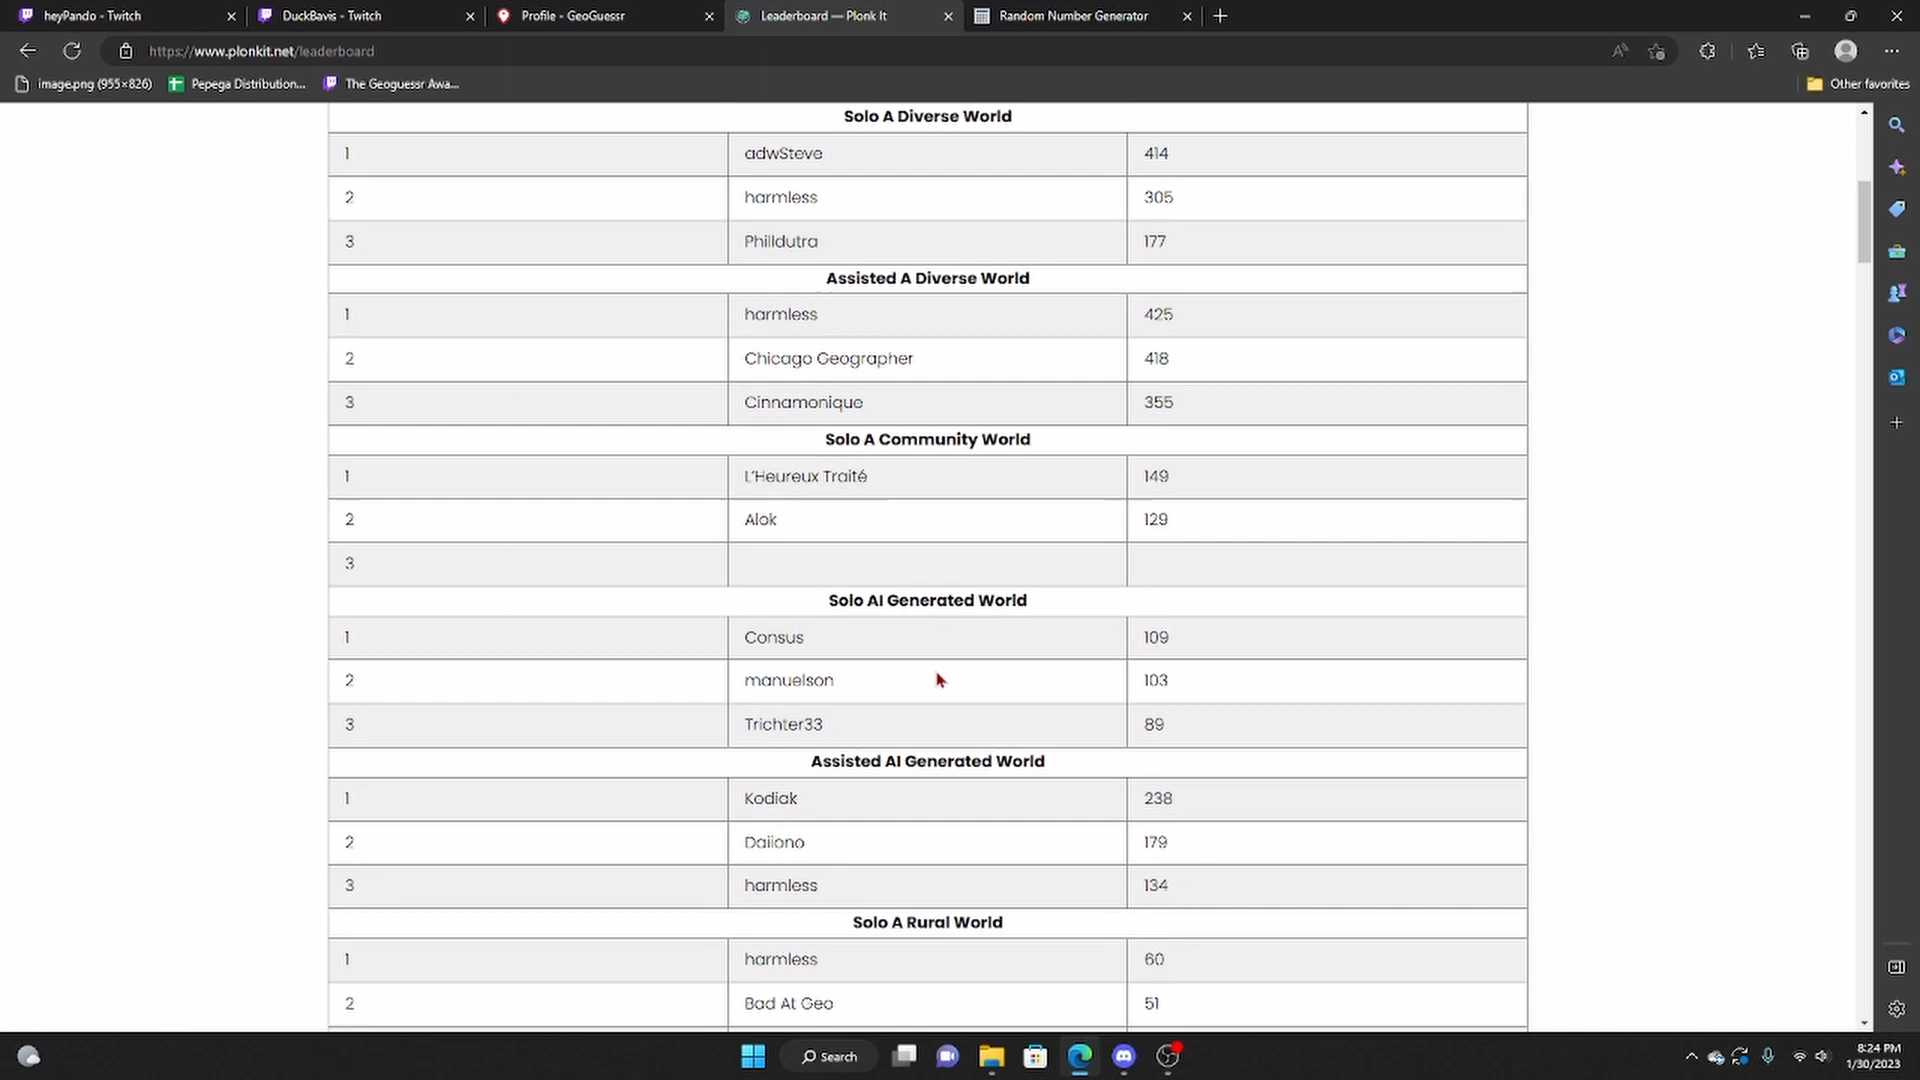 heyPando - Twitch
DuckBavis - Twitch
Profile - GeoGuessr
Leaderboard — Plonk It
Random Number Generator
https://www.plonkit.net/leaderboard
image.png (955×826)
Pepega Distribution...
The Geoguessr Awa...
Other favorites
Solo A Diverse World
1 adwSteve 414
2 harmless 305
3 Philldutra 177
Assisted A Diverse World
1 harmless 425
2 Chicago Geographer 418
3 Cinnamonique 355
Solo A Community World
1 L'Heureux Traité 149
2 Alok 129
3
Solo AI Generated World
1 Consus 109
2 manuelson 103
3 Trichter33 89
Assisted AI Generated World
1 Kodiak 238
2 Daiiono 179
3 harmless 134
Solo A Rural World
1 harmless 60
2 Bad At Geo 51
Search
8:24 PM
1/30/2023